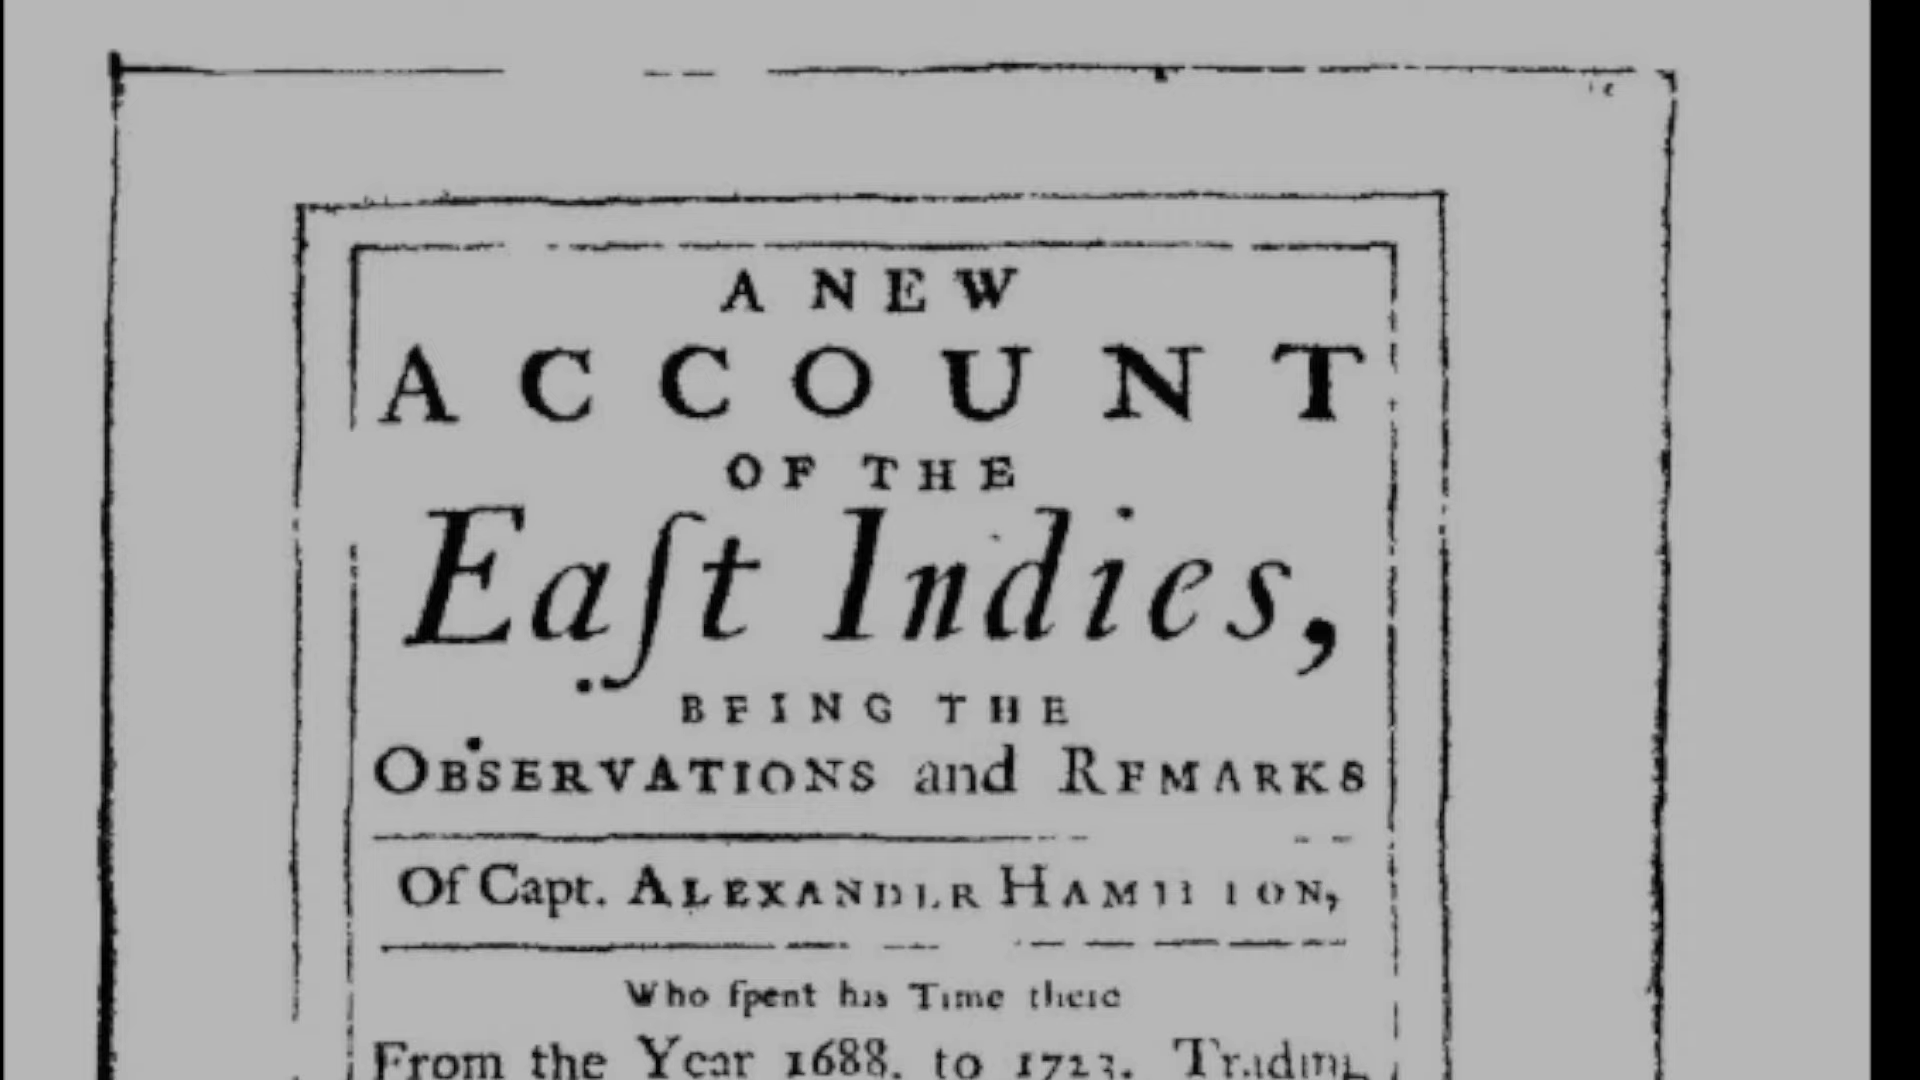 A NEW
ACCOUNT
OF THE
Eaſt Indies,
BEING THE
OBSERVATIONS and REMARKS
Of Capt. ALEXANDER HAMILTON,
Who ſpent his Time there
From the Year 1688. to 1723. Trading